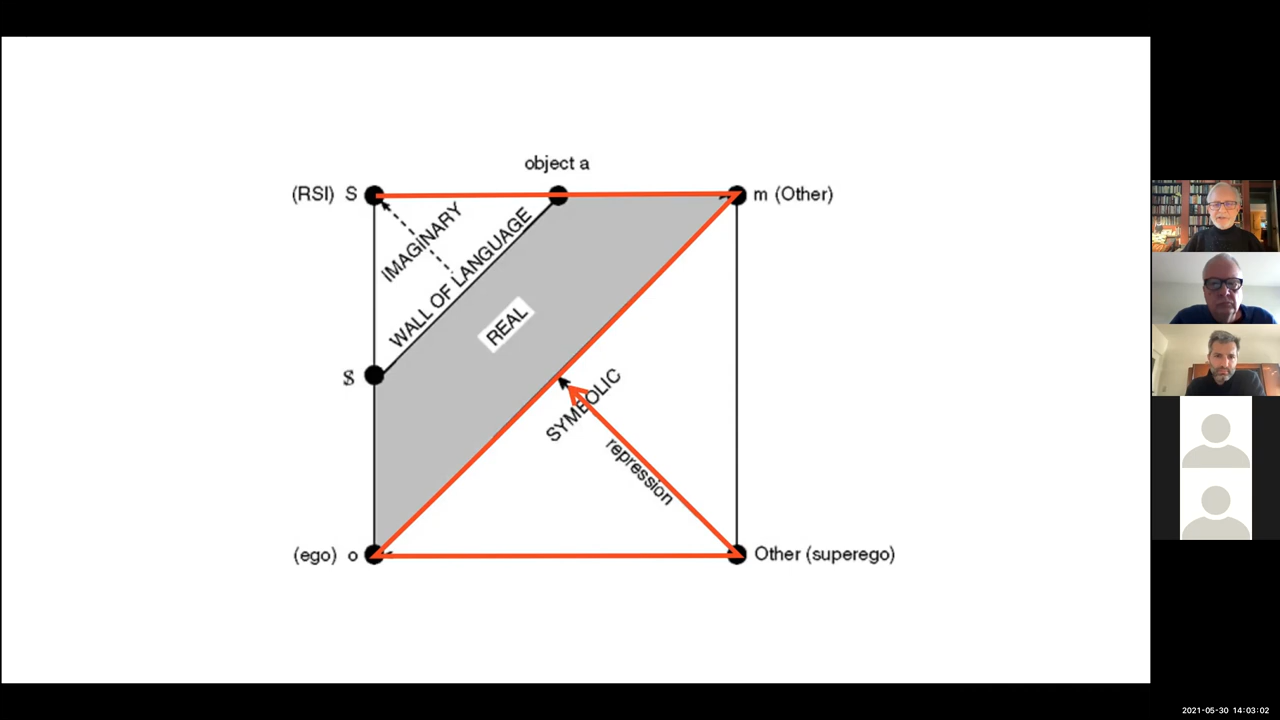 object a
(RSI) S
m (Other)
IMAGINARY
WALL OF LANGUAGE
REAL
$
SYMBOLIC
repression
(ego) o
Other (superego)
2021-05-30 14:03:02